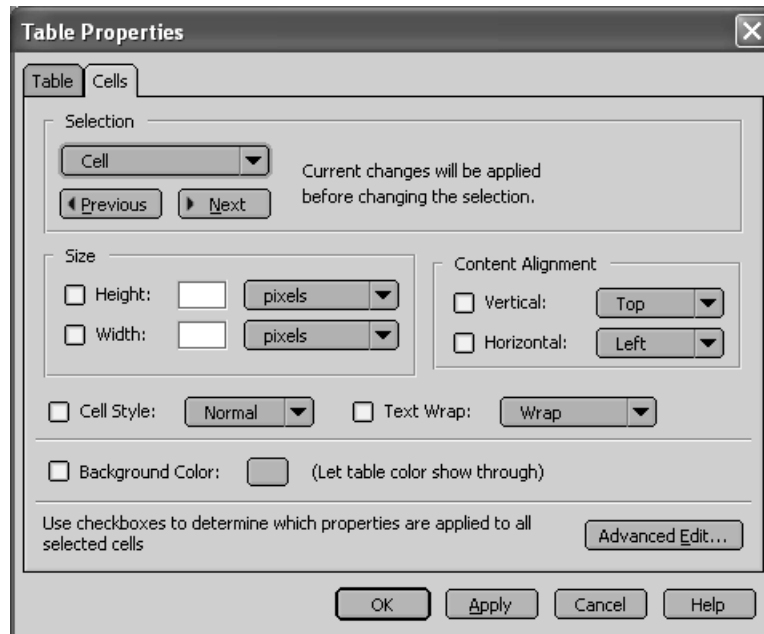 Table Properties
Table Cells
Selection
Cell
Previous Next
Current changes will be applied
before changing the selection.
Size
Height: pixels
Width: pixels
Content Alignment
Vertical: Top
Horizontal: Left
Cell Style: Normal Text Wrap: Wrap
Background Color: (Let table color show through)
Use checkboxes to determine which properties are applied to all
selected cells
Advanced Edit...
OK Apply Cancel Help